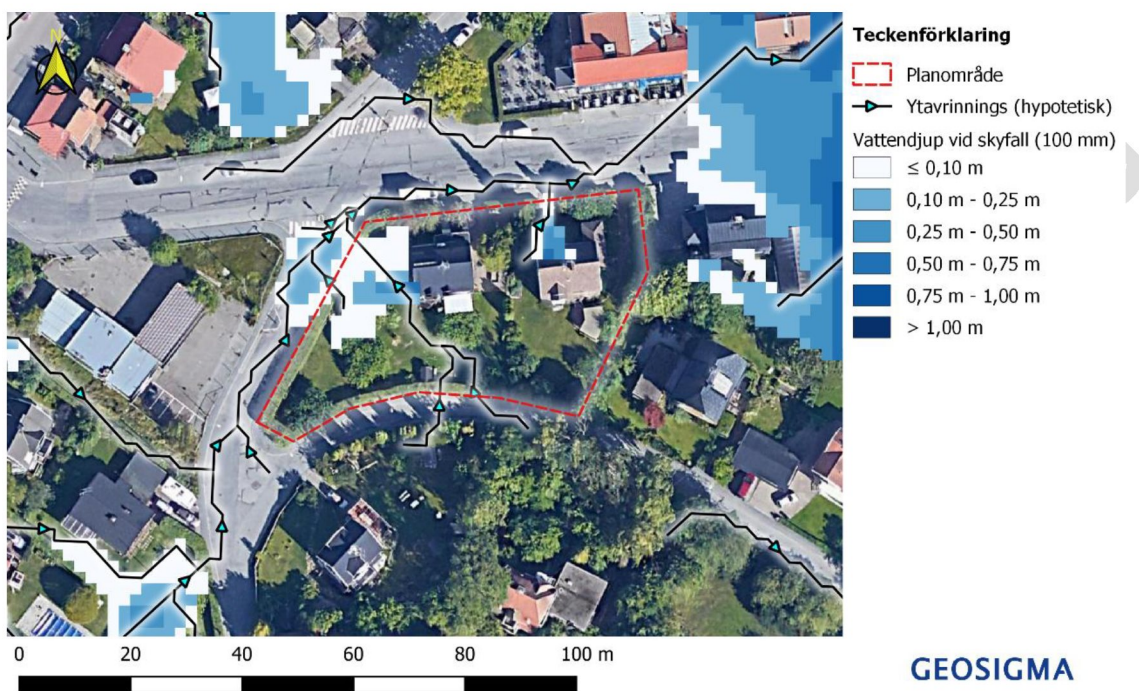 N
Teckenförklaring
Planområde
Ytavrinnings (hypotetisk)
Vattendjup vid skyfall (100 mm)
≤ 0,10 m
0,10 m - 0,25 m
0,25 m - 0,50 m
0,50 m - 0,75 m
0,75 m - 1,00 m
> 1,00 m
0 20 40 60 80 100 m
GEOSIGMA